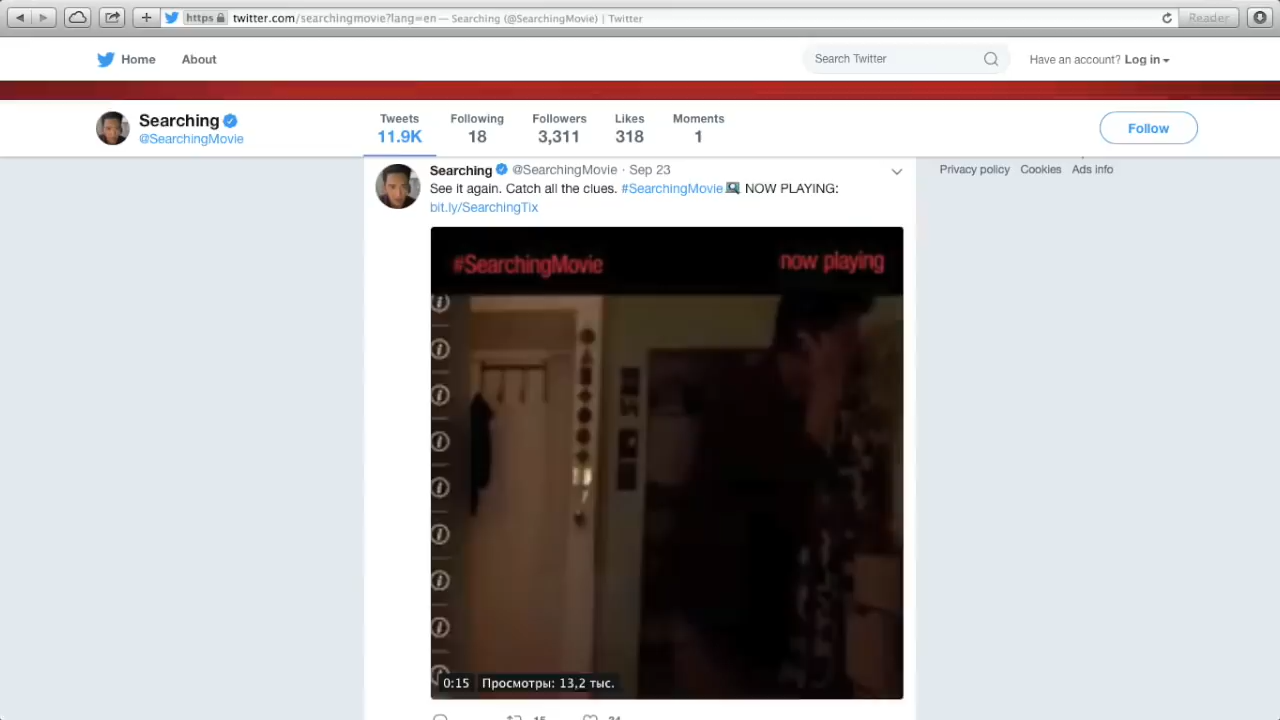 https twitter.com/searchingmovie?lang=en — Searching (@SearchingMovie) | Twitter
Reader
Home
About
Search Twitter
Have an account? Log in
Searching
@SearchingMovie
Tweets
11.9K
Following
18
Followers
3,311
Likes
318
Moments
1
Follow
Searching @SearchingMovie · Sep 23
See it again. Catch all the clues. #SearchingMovie NOW PLAYING:
bit.ly/SearchingTix
Privacy policy Cookies Ads info
#SearchingMovie
now playing
0:15 Просмотры: 13,2 тыс.